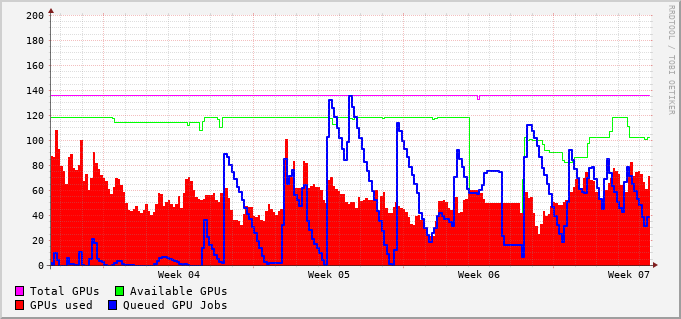 200
180
160
140
120
100
80
60
40
20
0
Week 04 Week 05 Week 06 Week 07
Total GPUs Available GPUs
GPUs used Queued GPU Jobs
RRDTOOL / TOBI OETIKER